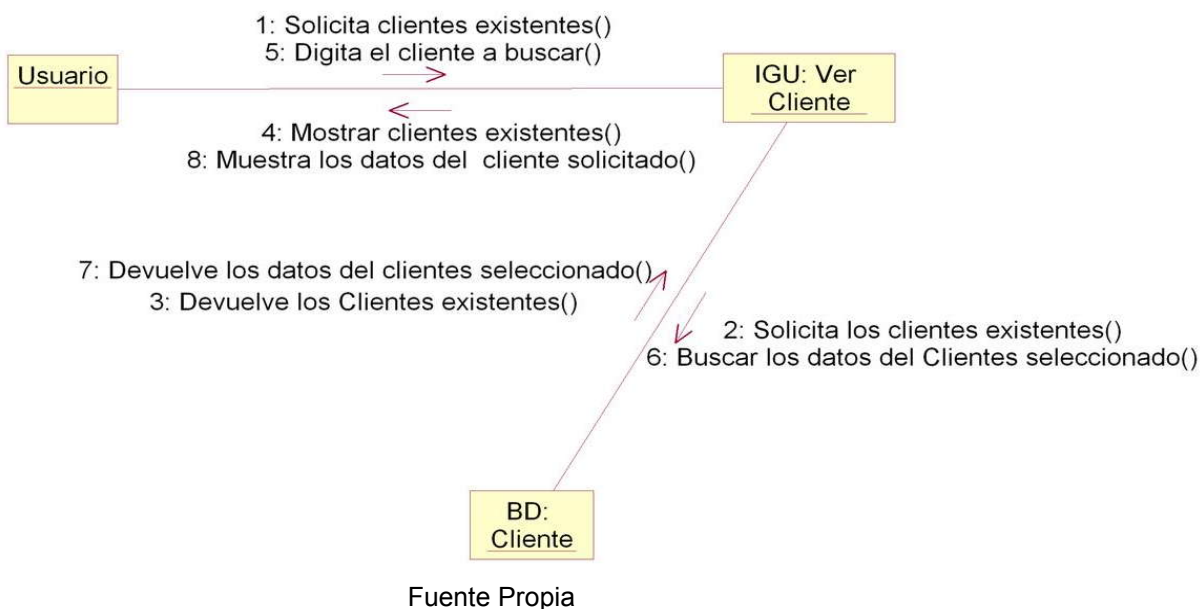 1: Solicita clientes existentes()
5: Digita el cliente a buscar()
Usuario
IGU: Ver
Cliente
4: Mostrar clientes existentes()
8: Muestra los datos del cliente solicitado()
7: Devuelve los datos del clientes seleccionado()
3: Devuelve los Clientes existentes()
2: Solicita los clientes existentes()
6: Buscar los datos del Clientes seleccionado()
BD:
Cliente
Fuente Propia